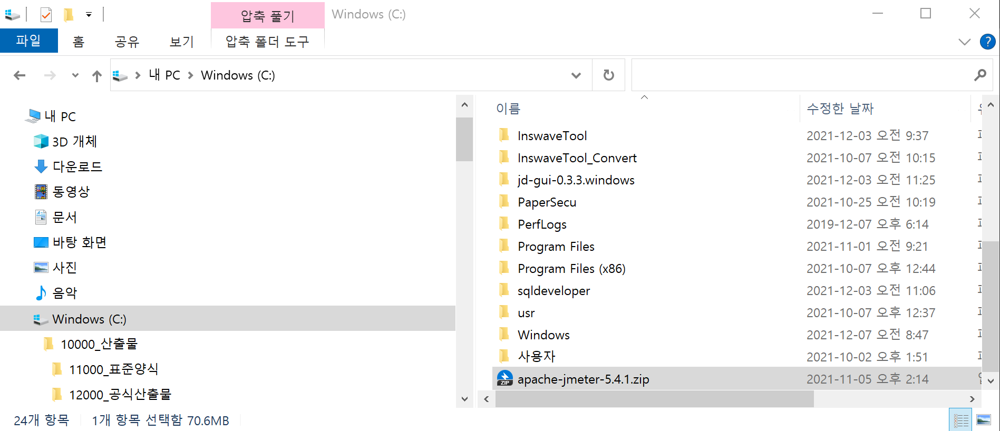 압축 풀기
Windows (C:)
파일
홈
공유
보기
압축 폴더 도구
?
내 PC
Windows (C:)
내 PC
3D 개체
다운로드
동영상
문서
바탕 화면
사진
음악
Windows (C:)
10000_산출물
11000_표준양식
12000_공식산출물
이름 수정한 날짜
InswaveTool 2021-12-03 오전 9:37
InswaveTool_Convert 2021-10-07 오전 10:15
jd-gui-0.3.3.windows 2021-12-03 오전 11:25
PaperSecu 2021-10-25 오전 10:19
PerfLogs 2019-12-07 오후 6:14
Program Files 2021-11-01 오전 9:21
Program Files (x86) 2021-10-07 오후 12:44
sqldeveloper 2021-12-03 오전 11:06
usr 2021-10-07 오후 12:37
Windows 2021-12-07 오전 8:47
사용자 2021-10-02 오후 1:51
ZIP apache-jmeter-5.4.1.zip 2021-11-05 오후 2:14
24개 항목
1개 항목 선택함 70.6MB